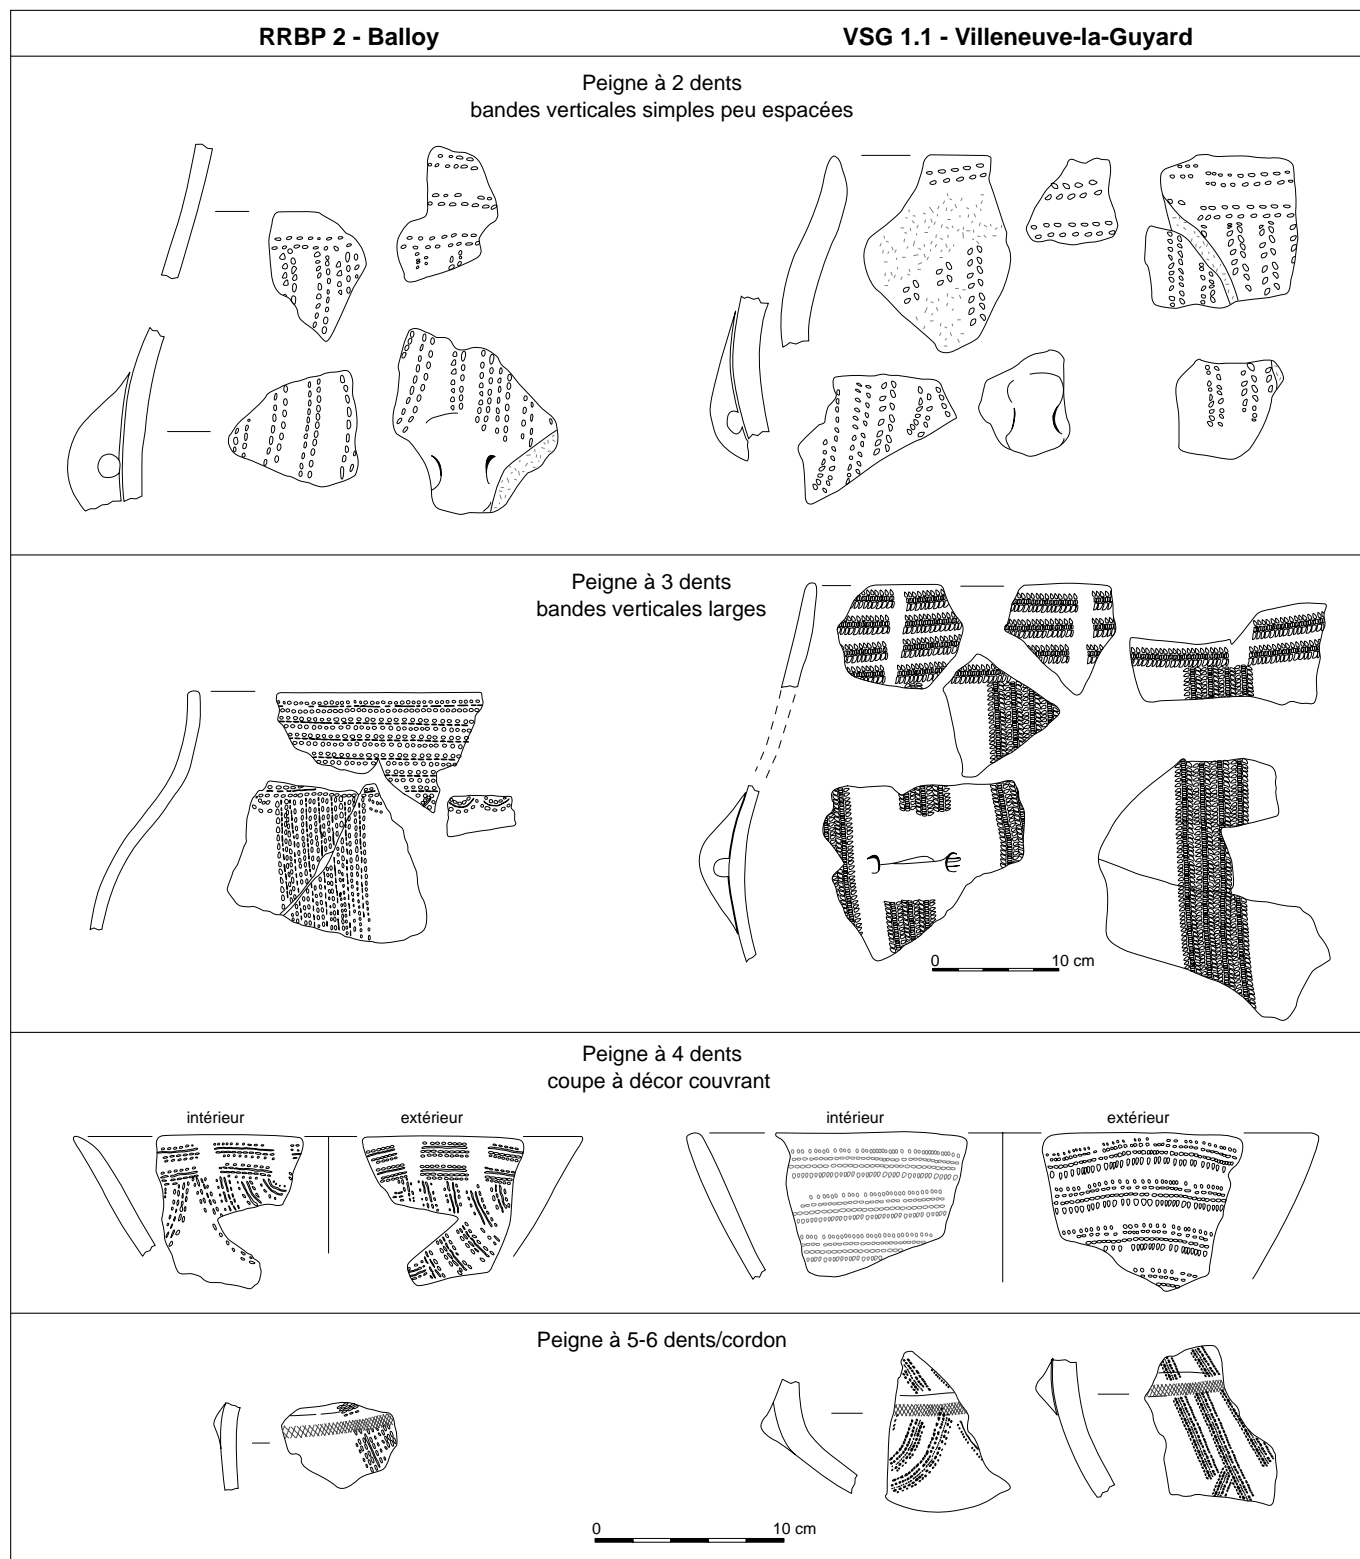 RRBP 2 - Balloy
VSG 1.1 - Villeneuve-la-Guyard
Peigne à 2 dents
bandes verticales simples peu espacées
Peigne à 3 dents
bandes verticales larges
0 10 cm
Peigne à 4 dents
coupe à décor couvrant
intérieur
extérieur
intérieur
extérieur
Peigne à 5-6 dents/cordon
0 10 cm